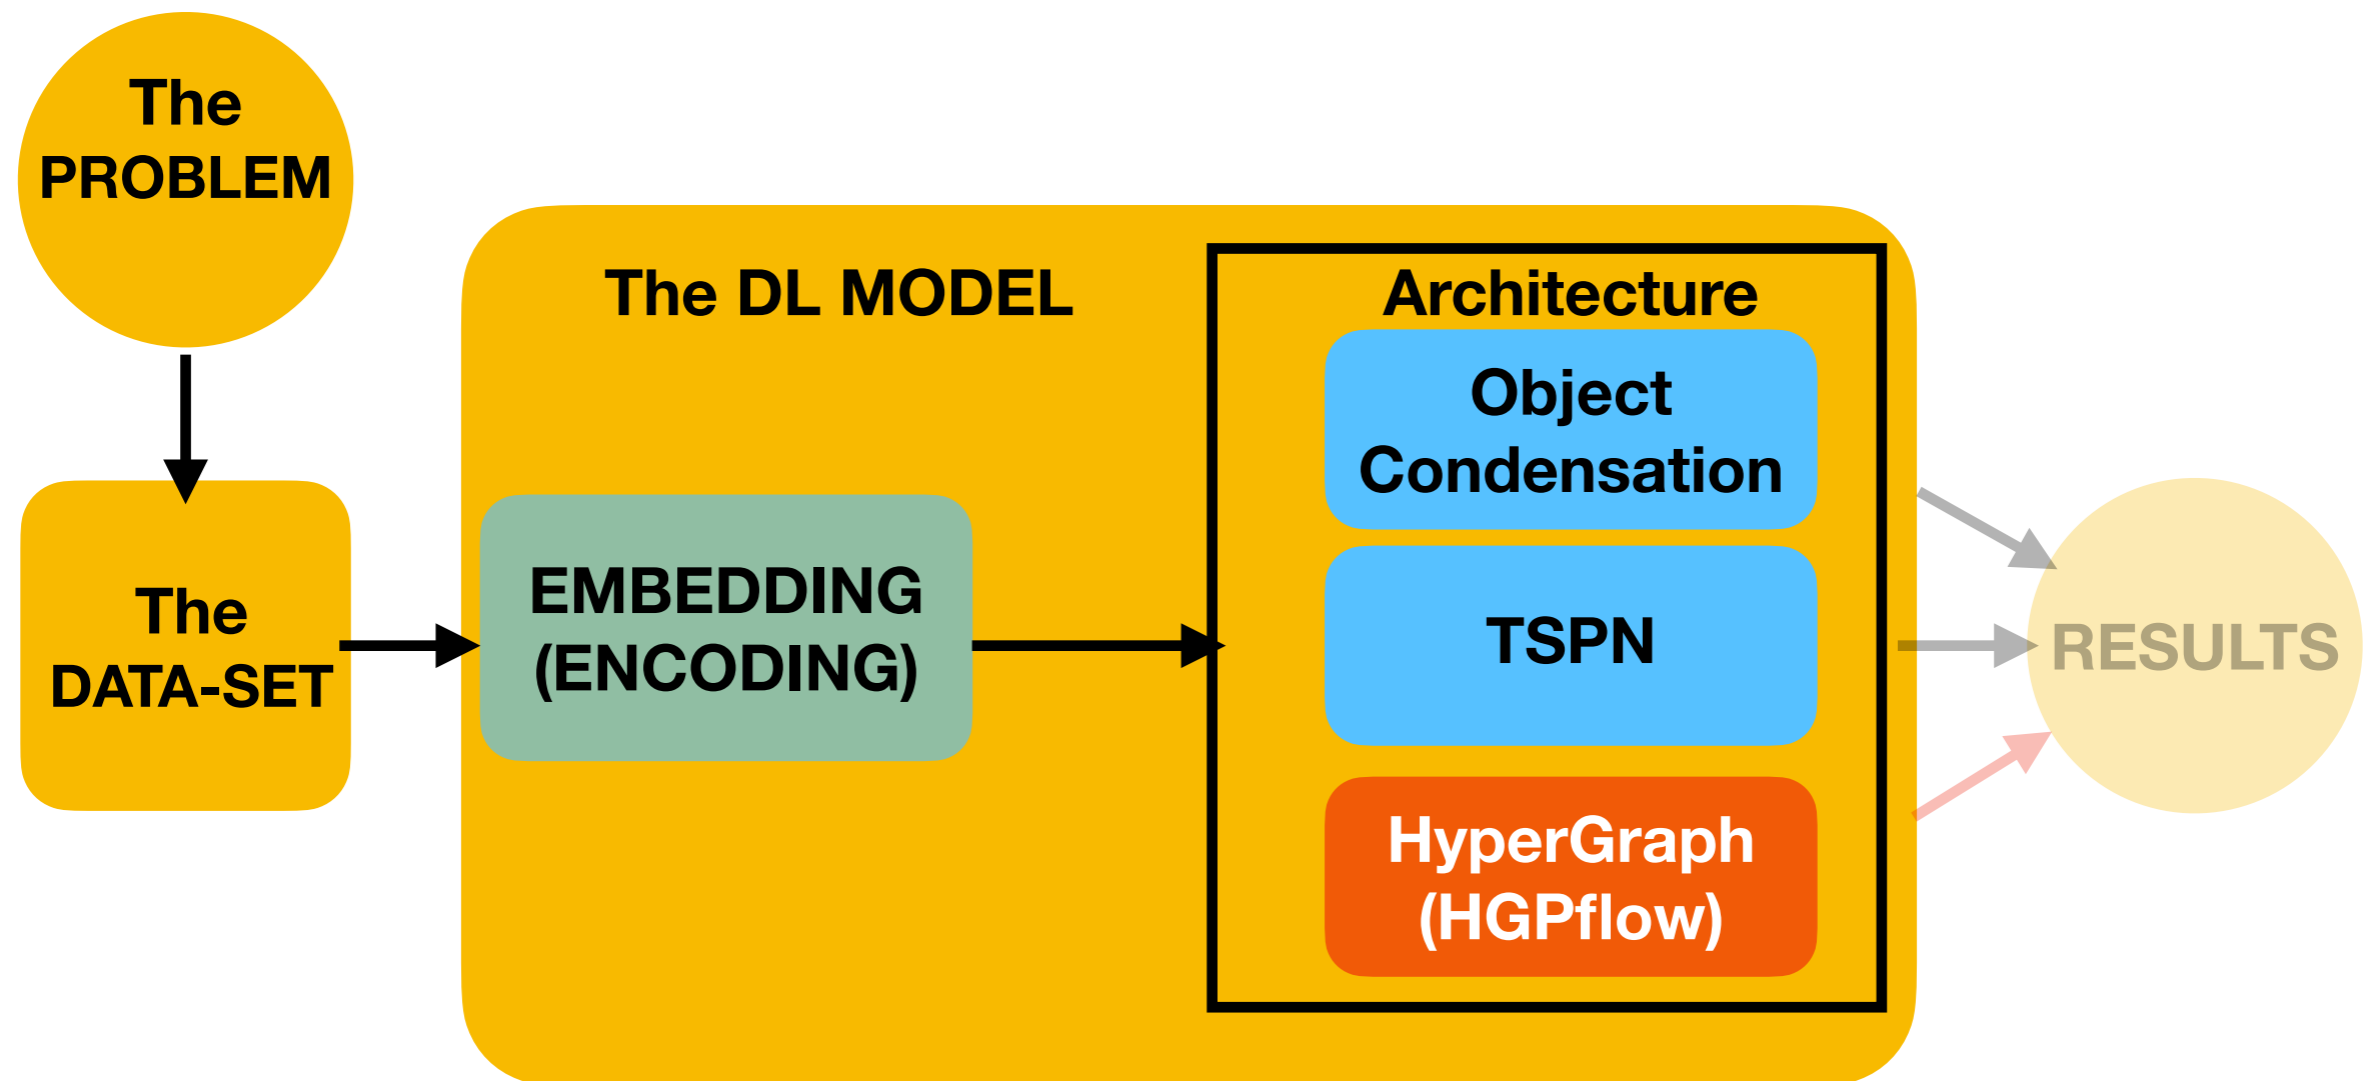 The
PROBLEM
The DL MODEL
Architecture
Object
Condensation
EMBEDDING
(ENCODING)
The
DATA-SET
TSPN
RESULTS
HyperGraph
(HGPflow)